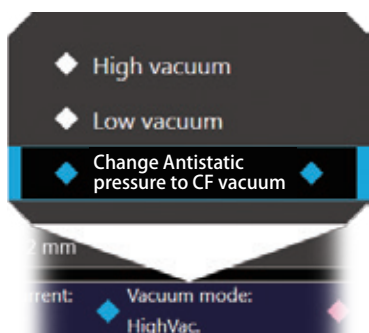 High vacuum
Low vacuum
Change Antistatic
pressure to CF vacuum
2 mm
rent:
Vacuum mode:
HighVac.